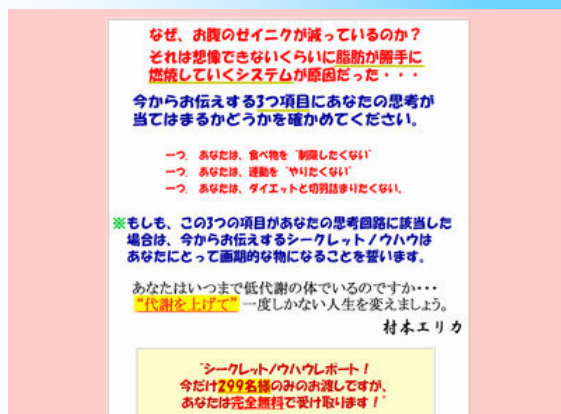 なぜ、お腹のゼイニクが減っているのか?
それは想像できないくらいに脂肪が勝手に
燃焼していくシステムが原因だった・・・
今からお伝えする3つ項目にあなたの思考が
当てはまるかどうかを確かめてください。
一つ. あなたは、食べ物を“制限したくない”
一つ. あなたは、運動を“やりたくない”
一つ. あなたは、ダイエットと切羽詰まりたくない。
※もしも、この3つの項目があなたの思考回路に該当した
場合は、今からお伝えするシークレットノウハウは
あなたにとって画期的な物になることを誓います。
あなたはいつまで低代謝の体でいるのですか・・・
“代謝を上げて”一度しかない人生を変えましょう。
村本エリカ
“シークレットノウハウレポート!
今だけ299名様のみのお渡しですが、
あなたは完全無料で受け取ります!”